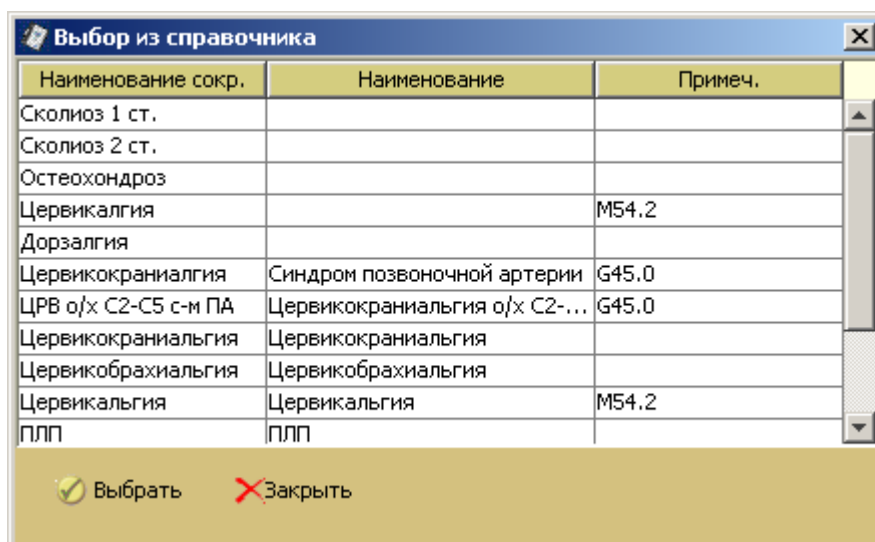 Выбор из справочника
Наименование сокр. Наименование Примеч.
Сколиоз 1 ст.
Сколиоз 2 ст.
Остеохондроз
Цервикалгия M54.2
Дорзалгия
Цервикокраниалгия Синдром позвоночной артерии G45.0
ЦРВ о/х С2-С5 с-м ПА Цервикокраниальгия о/х С2-... G45.0
Цервикокраниальгия Цервикокраниальгия
Цервикобрахиальгия Цервикобрахиальгия
Цервикальгия Цервикальгия M54.2
ПЛП ПЛП
Выбрать Закрыть